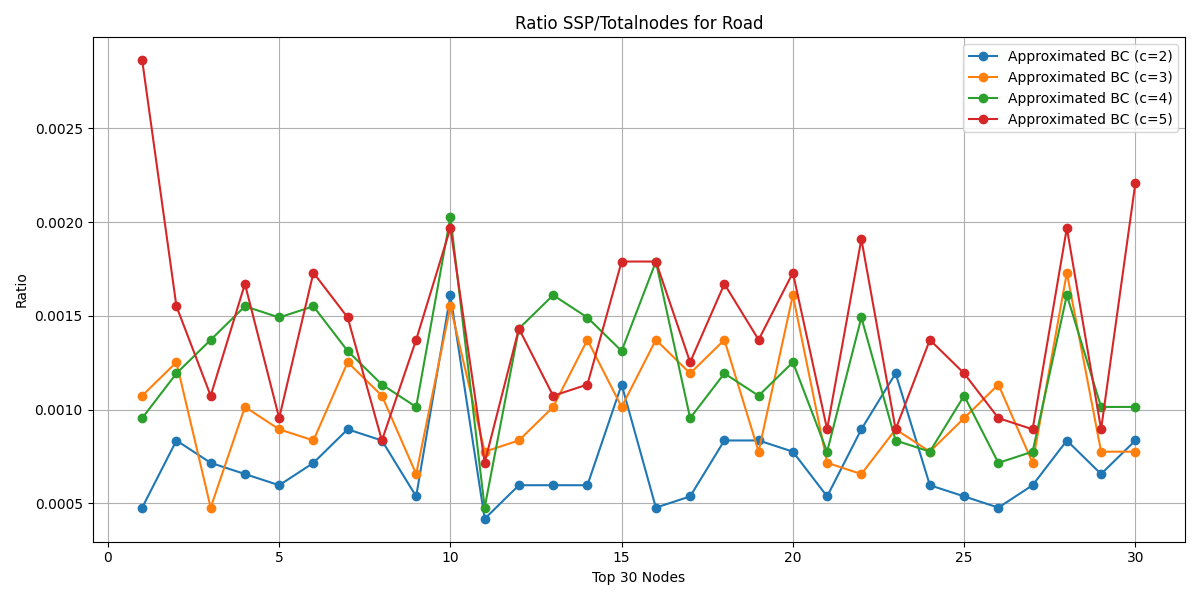 Ratio SSP/Totalnodes for Road
Approximated BC (c=2)
Approximated BC (c=3)
Approximated BC (c=4)
Approximated BC (c=5)
Ratio
0.0025
0.0020
0.0015
0.0010
0.0005
0 5 10 15 20 25 30
Top 30 Nodes